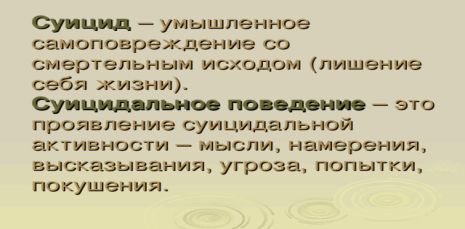 Суицид – умышленное
самоповреждение со
смертельным исходом (лишение
себя жизни).
Суицидальное поведение – это
проявление суицидальной
активности – мысли, намерения,
высказывания, угроза, попытки,
покушения.